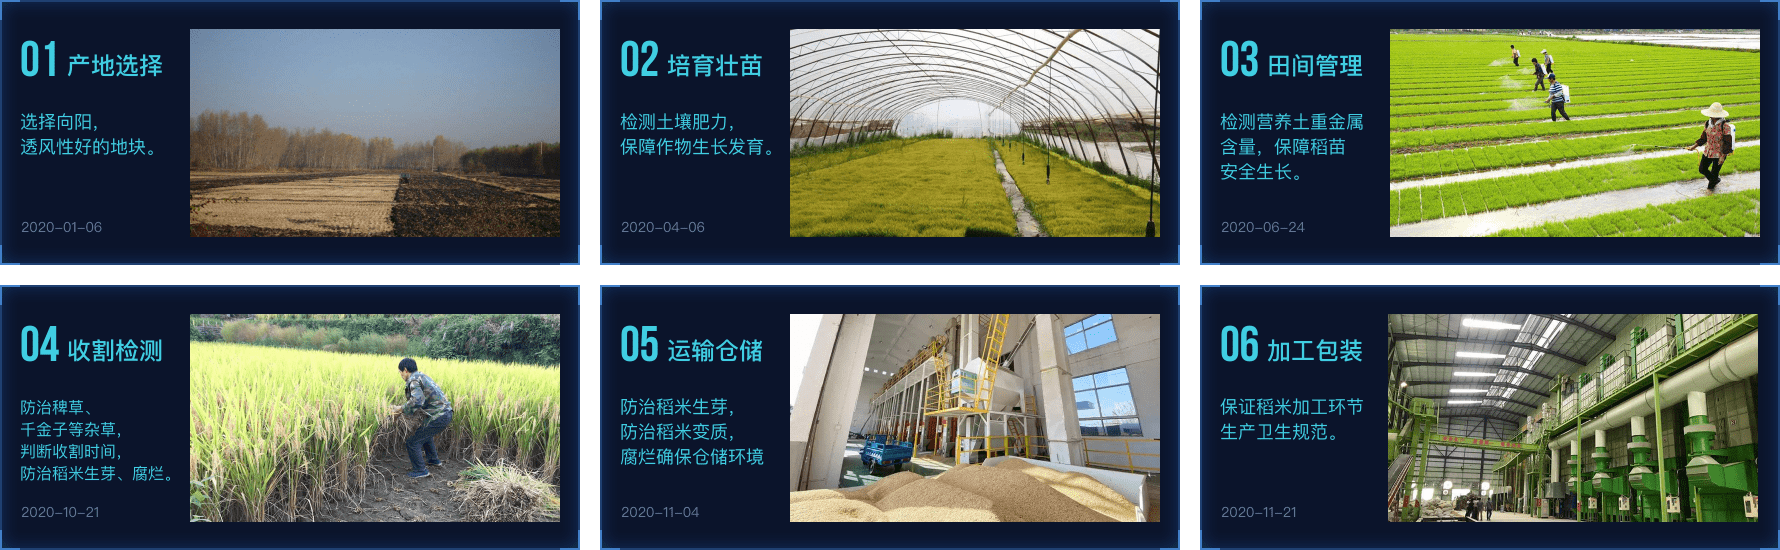 01 产地选择
选择向阳，
透风性好的地块。
2020-01-06
02 培育壮苗
检测土壤肥力，
保障作物生长发育。
2020-04-06
03 田间管理
检测营养土重金属
含量，保障稻苗
安全生长。
2020-06-24
04 收割检测
防治稗草、
千金子等杂草，
判断收割时间，
防治稻米生芽、腐烂。
2020-10-21
05 运输仓储
防治稻米生芽，
防治稻米变质，
腐烂确保仓储环境
2020-11-04
06 加工包装
保证稻米加工环节
生产卫生规范。
2020-11-21